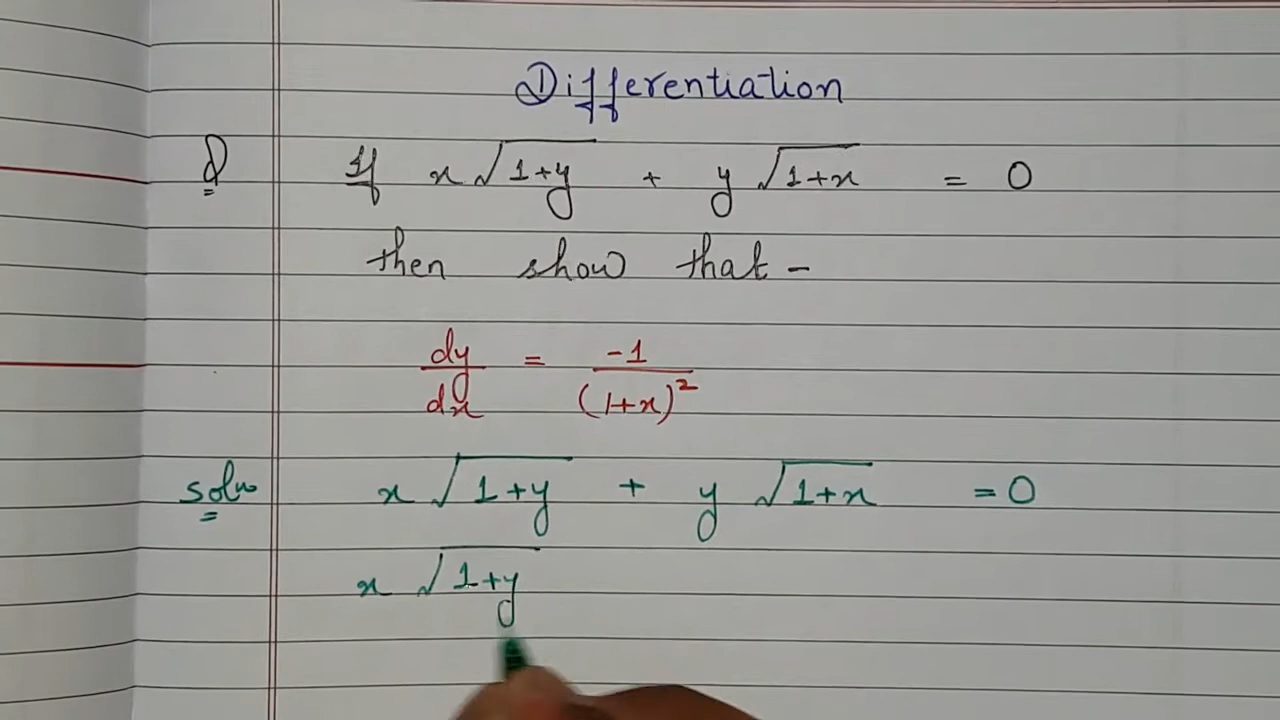 Differentiation
Q If x √1+y + y √1+x = 0
then show that -
dy/dx = -1/(1+x)²
soln x √1+y + y √1+x = 0
x √1+y